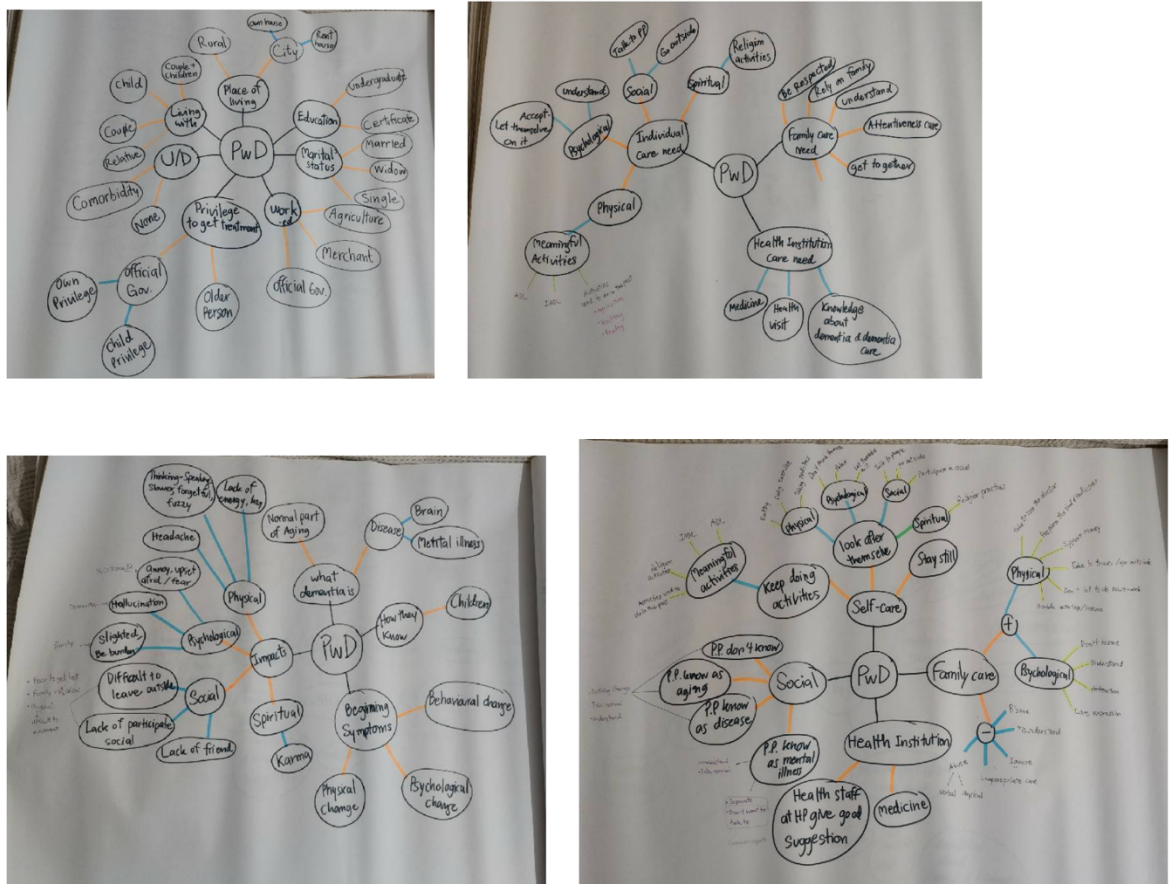 own house
Rent
house
City
Rural
Couple +
children
Child
Place of
living
Undergraduate
Education
Living
with
Certificate
Couple
PwD
Married
Marital
status
Relative
U/D
Widow
Comorbidity
Single
None
Privilege
to get treatment
Work
ed
Agriculture
Merchant
Official
Gov.
Official Gov.
Own
Privilege
Older
Person
Child
Privilege
Talk to PP
Go outside
Religion
activities
Social
Spiritual
understand
Accept-
Let themselves
on it
Psychological
Individual
Care need
Be respected
Rely on family
understand
Family care
need
Attentiveness care
get together
PwD
Physical
Meaningful
Activities
ADL
IADL
Health Institution
Care need
Medicine
Health
visit
Knowledge
about
dementia & dementia
care
Thinking-Speaking
Slower, forgetful,
fuzzy
Lack of
energy, lazy
Normal part
of Aging
Disease
Brain
Mental illness
Headache
annoy, upset
afraid / fear
Physical
what
dementia is
Hallucination
How they
know
Children
Psychological
Slighted,
Be burden
Impacts
PwD
Difficult to
leave outside
Social
Spiritual
Beginning
Symptoms
Behavioural change
Lack of participate
social
Lack of friend
Karma
Physical
change
Psychological
change
Participate in social
Religion practices
Physical
Psychological
Social
Spiritual
ADL
IADL
Meaningful
activities
look after
themselve
Stay still
Keep doing
activities
Self-care
Physical
+
P.P. don't know
P.P. know as
aging
P.P know
as disease
Social
PwD
Family care
Psychological
Don't blame
Understand
P.P. know
as mental
illness
Health Institution
-
Blame
Ignore
Abuse
Verbal
Physical
Health staff
at HP give good
suggestion
Medicine